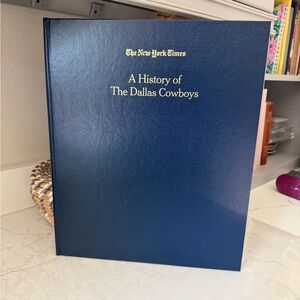 The New York Times
A History of
The Dallas Cowboys